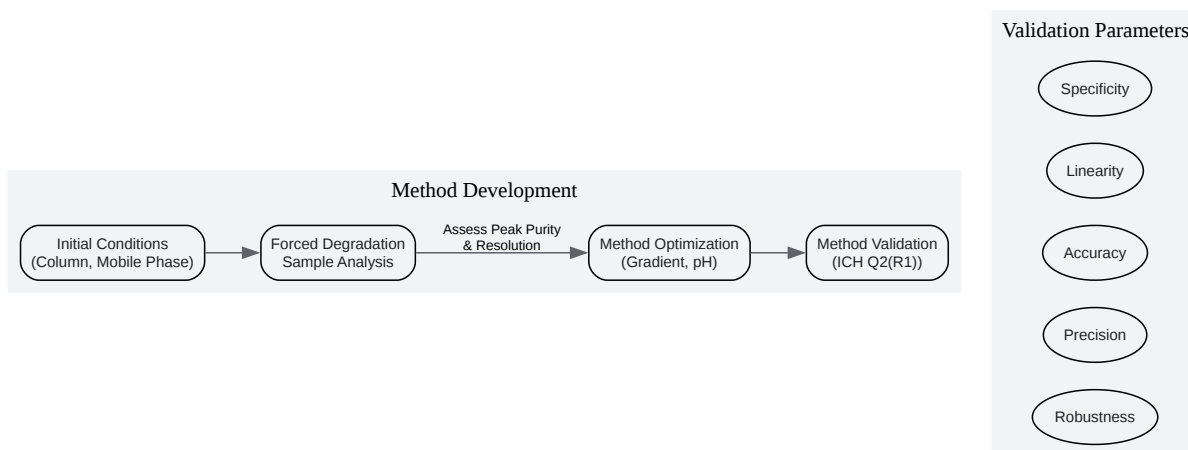 Method Development
Initial Conditions
(Column, Mobile Phase)
Forced Degradation
Sample Analysis
Assess Peak Purity
& Resolution
Method Optimization
(Gradient, pH)
Method Validation
(ICH Q2(R1))
Validation Parameters
Specificity
Linearity
Accuracy
Precision
Robustness